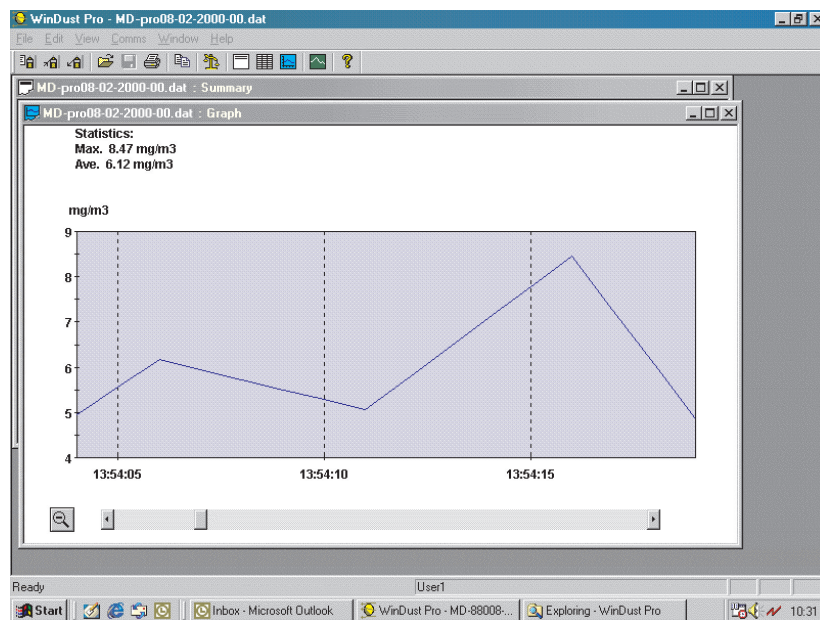 WinDust Pro - MD-pro08-02-2000-00.dat
File Edit View Comms Window Help
MD-pro08-02-2000-00.dat : Summary
MD-pro08-02-2000-00.dat : Graph
Statistics:
Max. 8.47 mg/m3
Ave. 6.12 mg/m3
mg/m3
9
8
7
6
5
4
13:54:05 13:54:10 13:54:15
Ready User1
Start Inbox - Microsoft Outlook WinDust Pro - MD-88008-... Exploring - WinDust Pro 10:31